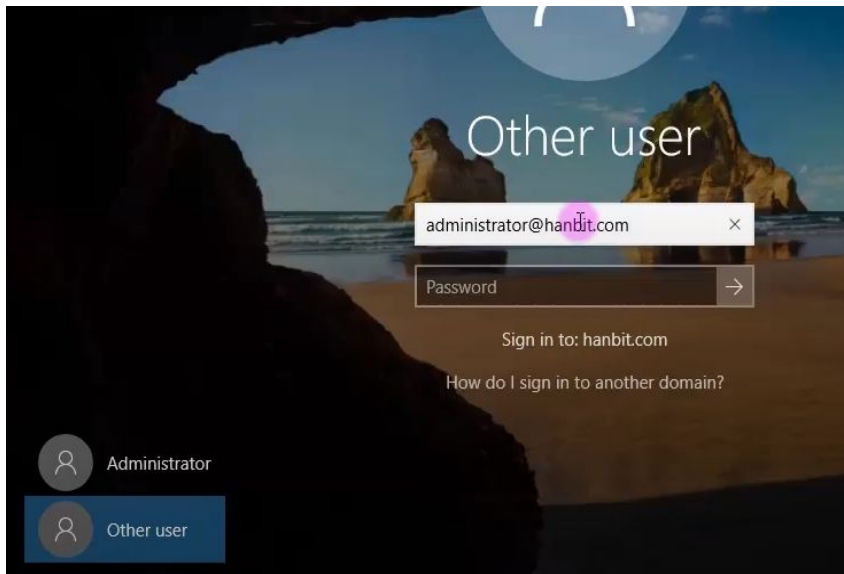 Other user
administrator@hanbit.com
Password
Sign in to: hanbit.com
How do I sign in to another domain?
Administrator
Other user